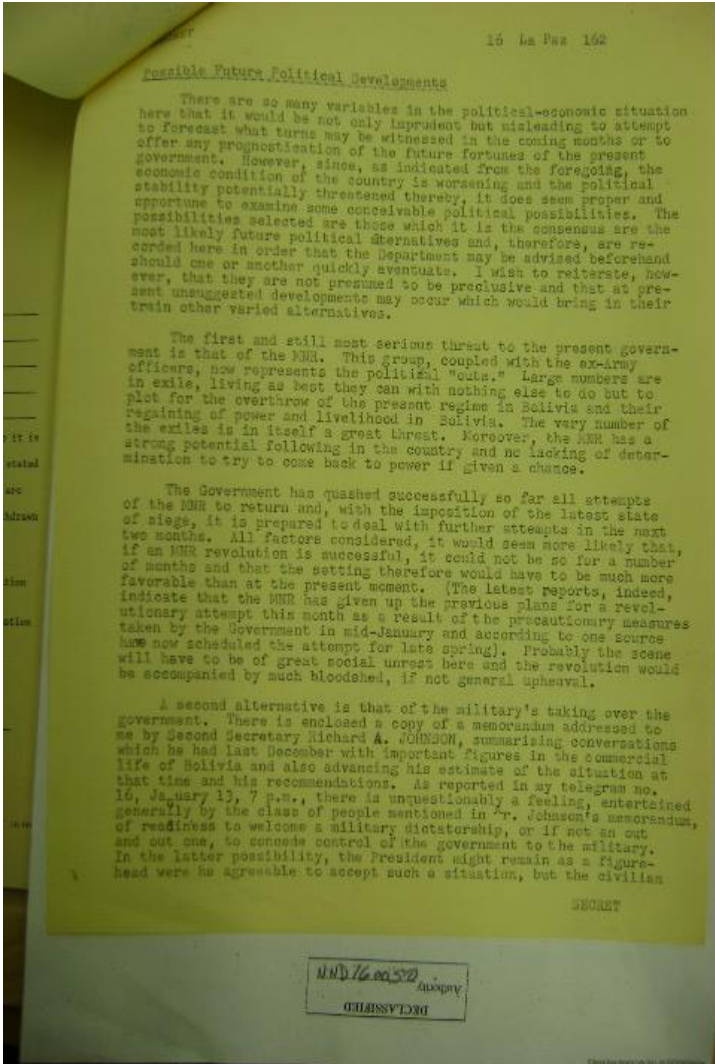 16 La Paz 162
Possible Future Political Developments
There are so many variables in the political-economic situation
here that it would be not only imprudent but misleading to attempt
to forecast what turns may be witnessed in the coming months or to
offer any prognostication of the future fortunes of the present
government. However, since, as indicated from the foregoing, the
economic condition of the country is worsening and the political
stability potentially threatened thereby, it does seem proper and
opportune to examine some conceivable political possibilities. The
possibilities selected are those which it is the consensus are the
most likely future political alternatives and, therefore, are re-
corded here in order that the Department may be advised beforehand
should one or another quickly eventuate. I wish to reiterate, how-
ever, that they are not presumed to be preclusive and that at pre-
sent unsuggested developments may occur which would bring in their
train other varied alternatives.
The first and still most serious threat to the present govern-
ment is that of the MNR. This group, coupled with the ex-Army
officers, now represents the political "outs." Large numbers are
in exile, living as best they can with nothing else to do but to
plot for the overthrow of the present regime in Bolivia and their
regaining of power and livelihood in Bolivia. The very number of
the exiles is in itself a great threat. Moreover, the MNR has a
strong potential following in the country and no lacking of deter-
mination to try to come back to power if given a chance.
The Government has quashed successfully so far all attempts
of the MNR to return and, with the imposition of the latest state
of siege, it is prepared to deal with further attempts in the next
two months. All factors considered, it would seem more likely that,
if an MNR revolution is successful, it could not be so for a number
of months and that the setting therefore would have to be much more
favorable than at the present moment. (The latest reports, indeed,
indicate that the MNR has given up the previous plans for a revol-
utionary attempt this month as a result of the precautionary measures
taken by the Government in mid-January and according to one source
have now scheduled the attempt for late spring). Probably the scene
will have to be of great social unrest here and the revolution would
be accompanied by much bloodshed, if not general upheaval.
A second alternative is that of the military's taking over the
government. There is enclosed a copy of a memorandum addressed to
me by Second Secretary Richard A. JOHNSON, summarizing conversations
which he had last December with important figures in the commercial
life of Bolivia and also advancing his estimate of the situation at
that time and his recommendations. As reported in my telegram no.
16, January 13, 7 p.m., there is unquestionably a feeling, entertained
generally by the class of people mentioned in Mr. Johnson's memorandum,
of readiness to welcome a military dictatorship, or if not an out
and out one, to concede control of the government to the military.
In the latter possibility, the President might remain as a figure-
head were he agreeable to accept such a situation, but the civilian
SECRET
it is
stated
are
Authority
DECLASSIFIED